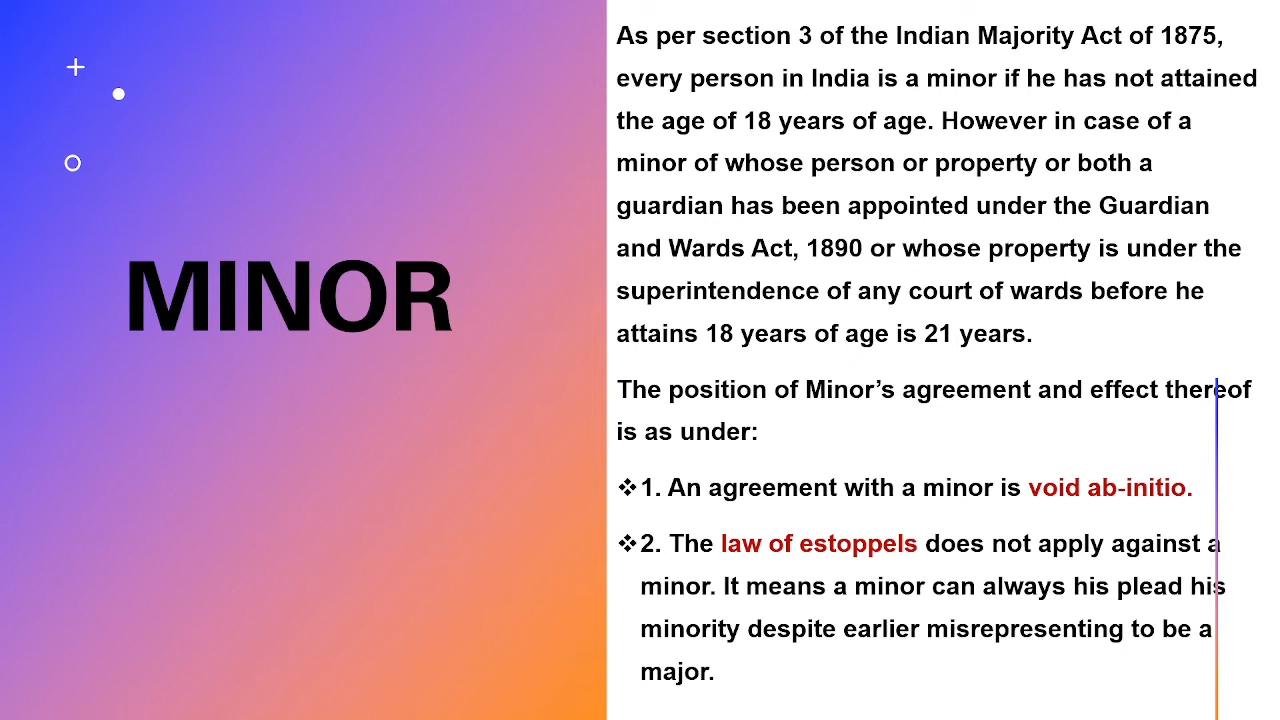 MINOR
As per section 3 of the Indian Majority Act of 1875,
every person in India is a minor if he has not attained
the age of 18 years of age. However in case of a
minor of whose person or property or both a
guardian has been appointed under the Guardian
and Wards Act, 1890 or whose property is under the
superintendence of any court of wards before he
attains 18 years of age is 21 years.
The position of Minor’s agreement and effect thereof
is as under:
❖1. An agreement with a minor is void ab-initio.
❖2. The law of estoppels does not apply against a
minor. It means a minor can always his plead his
minority despite earlier misrepresenting to be a
major.